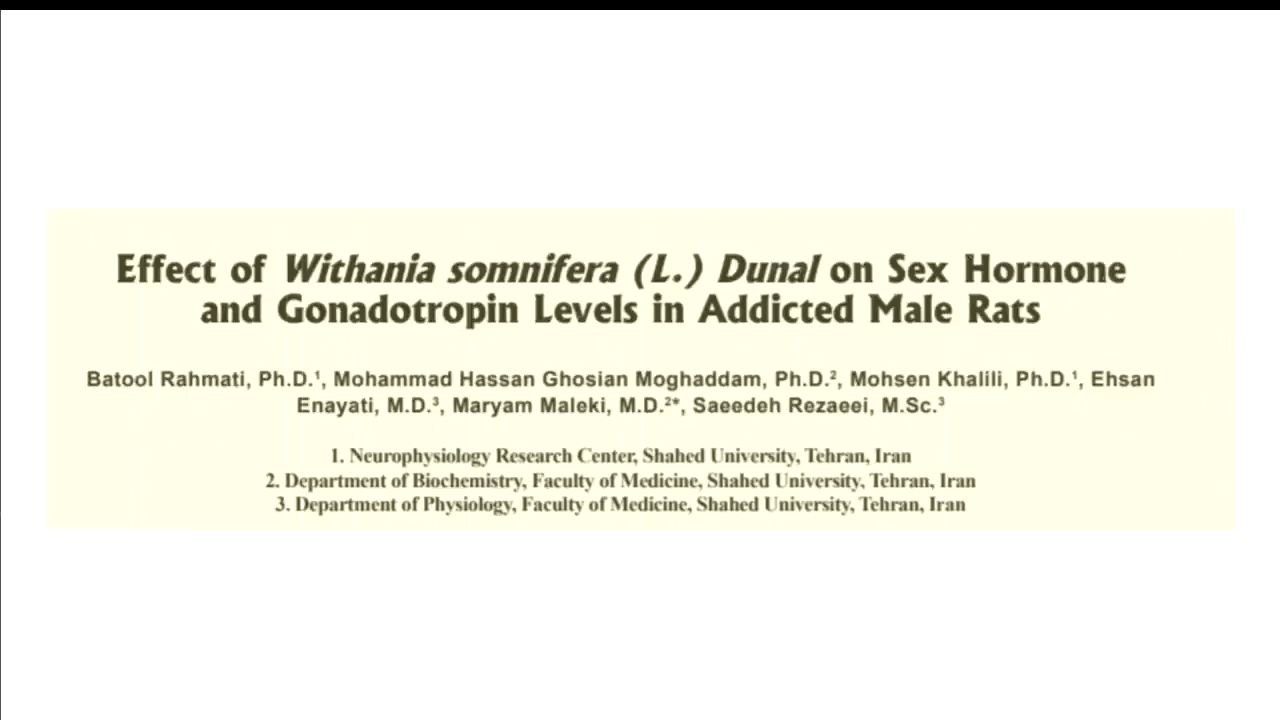 Effect of Withania somnifera (L.) Dunal on Sex Hormone
and Gonadotropin Levels in Addicted Male Rats
Batool Rahmati, Ph.D.¹, Mohammad Hassan Ghosian Moghaddam, Ph.D.², Mohsen Khalili, Ph.D.¹, Ehsan
Enayati, M.D.³, Maryam Maleki, M.D.²*, Saeedeh Rezaeei, M.Sc.³
1. Neurophysiology Research Center, Shahed University, Tehran, Iran
2. Department of Biochemistry, Faculty of Medicine, Shahed University, Tehran, Iran
3. Department of Physiology, Faculty of Medicine, Shahed University, Tehran, Iran